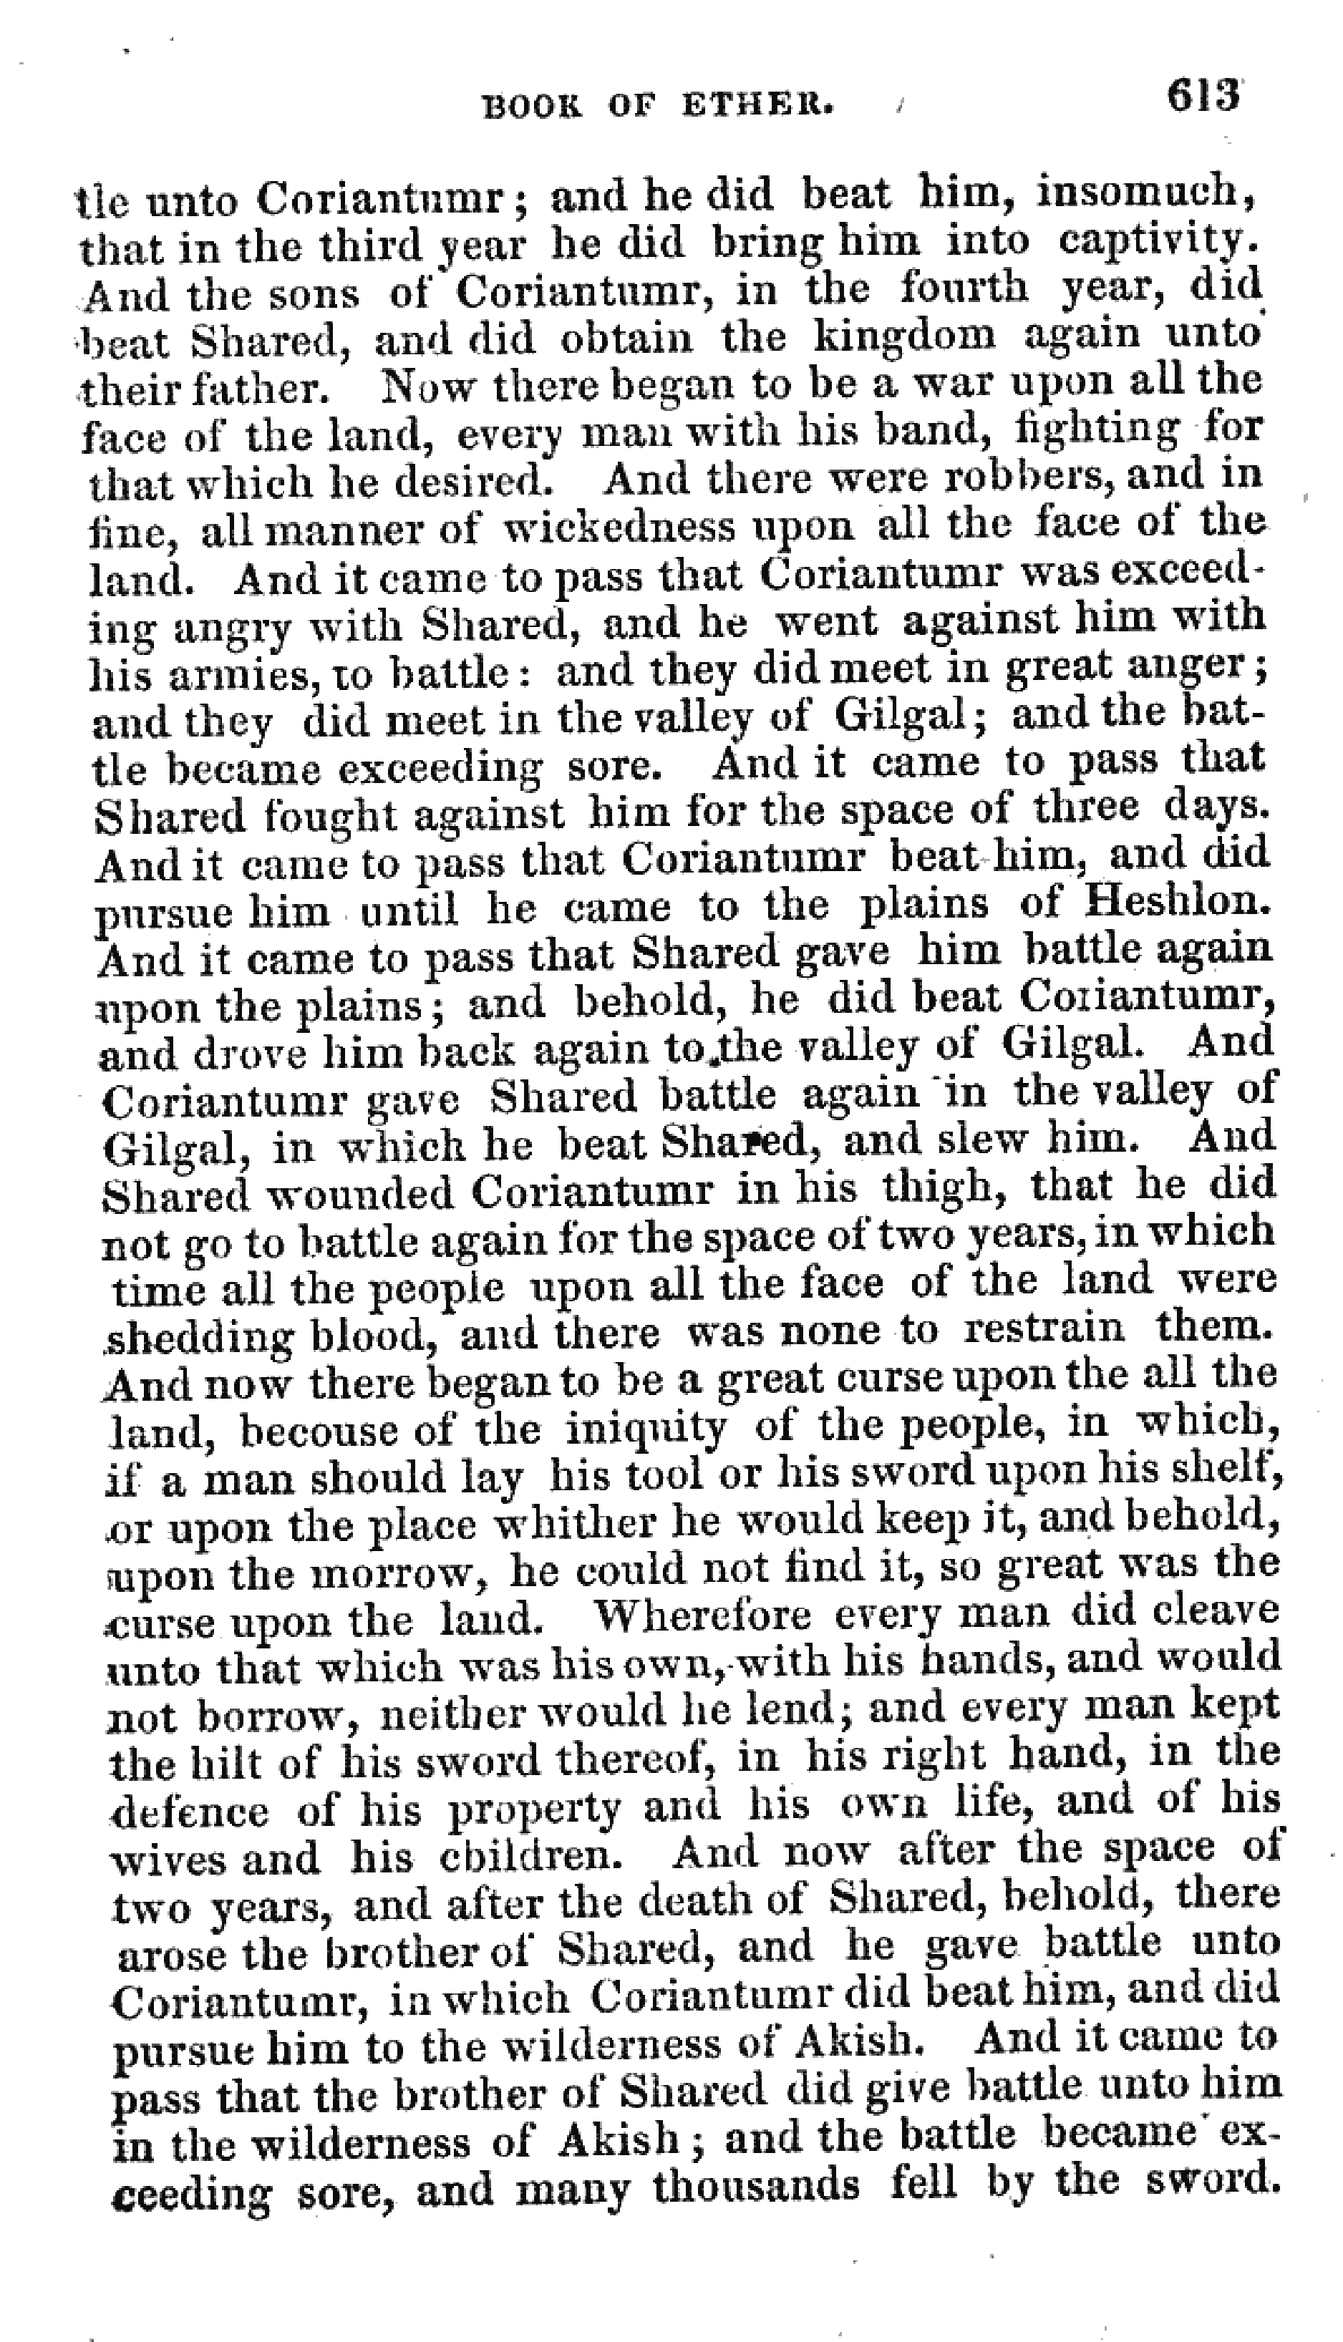 BOOK OF ETHER. 613
tle unto Coriantumr; and he did beat him, insomuch,
that in the third year he did bring him into captivity.
And the sons of Coriantumr, in the fourth year, did
beat Shared, and did obtain the kingdom again unto
their father. Now there began to be a war upon all the
face of the land, every man with his band, fighting for
that which he desired. And there were robbers, and in
fine, all manner of wickedness upon all the face of the
land. And it came to pass that Coriantumr was exceed-
ing angry with Shared, and he went against him with
his armies, to battle: and they did meet in great anger;
and they did meet in the valley of Gilgal; and the bat-
tle became exceeding sore. And it came to pass that
Shared fought against him for the space of three days.
And it came to pass that Coriantumr beat him, and did
pursue him until he came to the plains of Heshlon.
And it came to pass that Shared gave him battle again
upon the plains; and behold, he did beat Coriantumr,
and drove him back again to the valley of Gilgal. And
Coriantumr gave Shared battle again in the valley of
Gilgal, in which he beat Shared, and slew him. And
Shared wounded Coriantumr in his thigh, that he did
not go to battle again for the space of two years, in which
time all the people upon all the face of the land were
shedding blood, and there was none to restrain them.
And now there began to be a great curse upon the all the
land, becouse of the iniquity of the people, in which,
if a man should lay his tool or his sword upon his shelf,
or upon the place whither he would keep it, and behold,
upon the morrow, he could not find it, so great was the
curse upon the land. Wherefore every man did cleave
unto that which was his own, with his hands, and would
not borrow, neither would he lend; and every man kept
the hilt of his sword thereof, in his right hand, in the
defence of his property and his own life, and of his
wives and his children. And now after the space of
two years, and after the death of Shared, behold, there
arose the brother of Shared, and he gave battle unto
Coriantumr, in which Coriantumr did beat him, and did
pursue him to the wilderness of Akish. And it came to
pass that the brother of Shared did give battle unto him
in the wilderness of Akish; and the battle became ex-
ceeding sore, and many thousands fell by the sword.